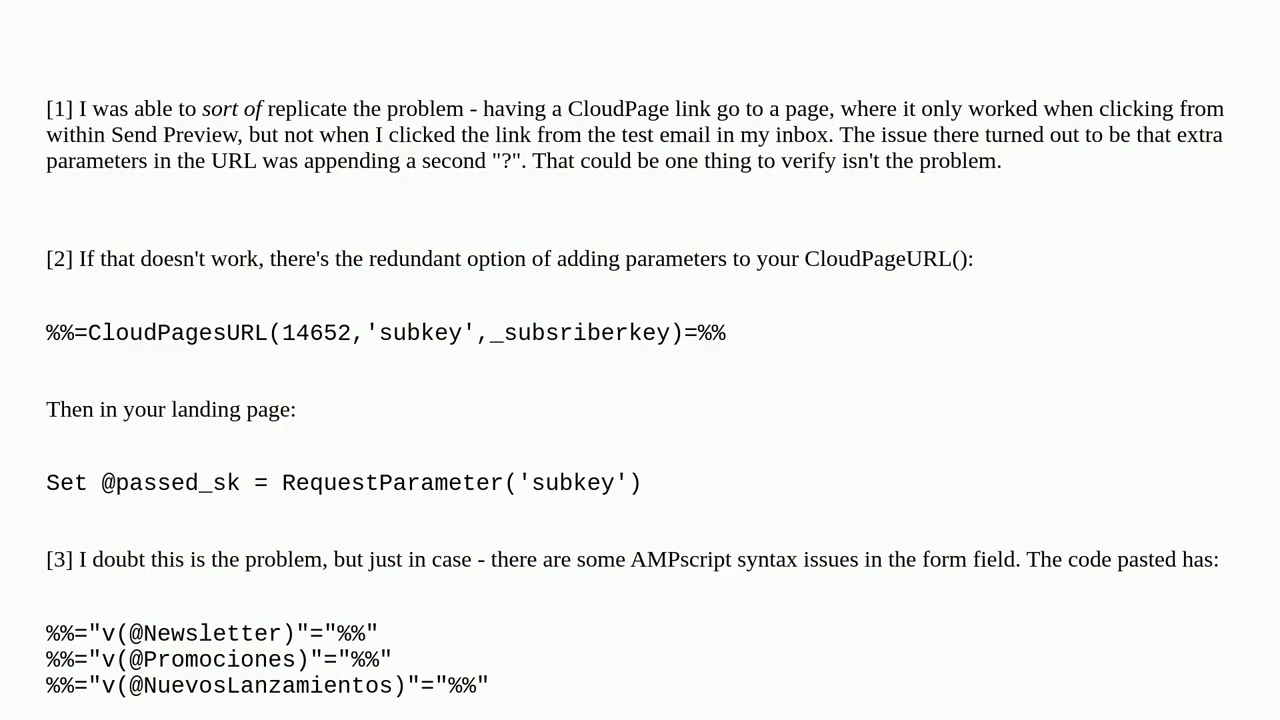 [1] I was able to sort of replicate the problem - having a CloudPage link go to a page, where it only worked when clicking from
within Send Preview, but not when I clicked the link from the test email in my inbox. The issue there turned out to be that extra
parameters in the URL was appending a second "?". That could be one thing to verify isn't the problem.
[2] If that doesn't work, there's the redundant option of adding parameters to your CloudPageURL():
%%=CloudPagesURL(14652,'subkey',_subsriberkey)=%%
Then in your landing page:
Set @passed_sk = RequestParameter('subkey')
[3] I doubt this is the problem, but just in case - there are some AMPscript syntax issues in the form field. The code pasted has:
%%="v(@Newsletter)"="%%"
%%="v(@Promociones)"="%%"
%%="v(@NuevosLanzamientos)"="%%"